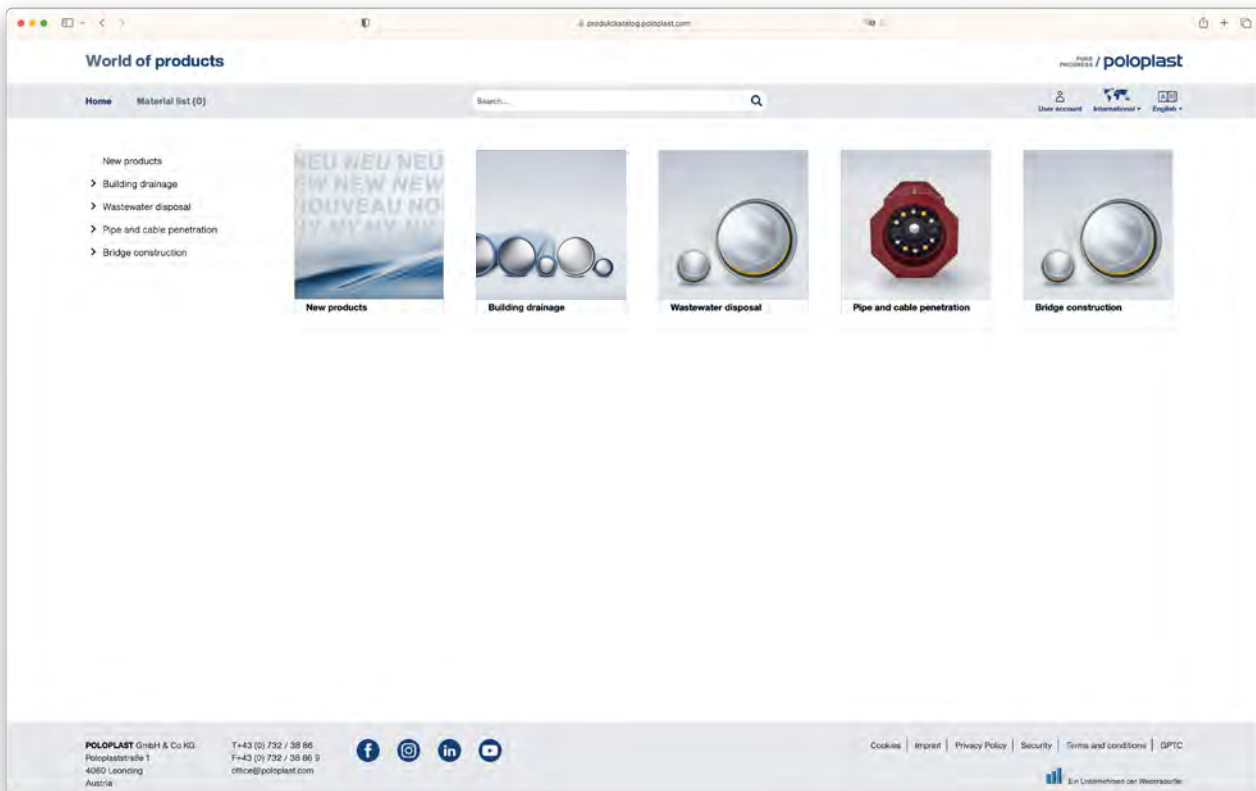 produktkatalog.poloplast.com
World of products
PURE
PROGRESS / poloplast
Home
Material list (0)
Search...
User account
International
English
New products
Building drainage
Wastewater disposal
Pipe and cable penetration
Bridge construction
NEU NEU NEU
EW NEW NEW
NOUVEAU NO
New products
Building drainage
Wastewater disposal
Pipe and cable penetration
Bridge construction
POLOPLAST GmbH & Co KG
Poloplaststraße 1
4060 Leonding
Austria
T+43 (0) 732 / 38 86
F+43 (0) 732 / 38 86 9
office@poloplast.com
Cookies | Imprint | Privacy Policy | Security | Terms and conditions | GPTC
Ein Unternehmen der Wietersdorfer